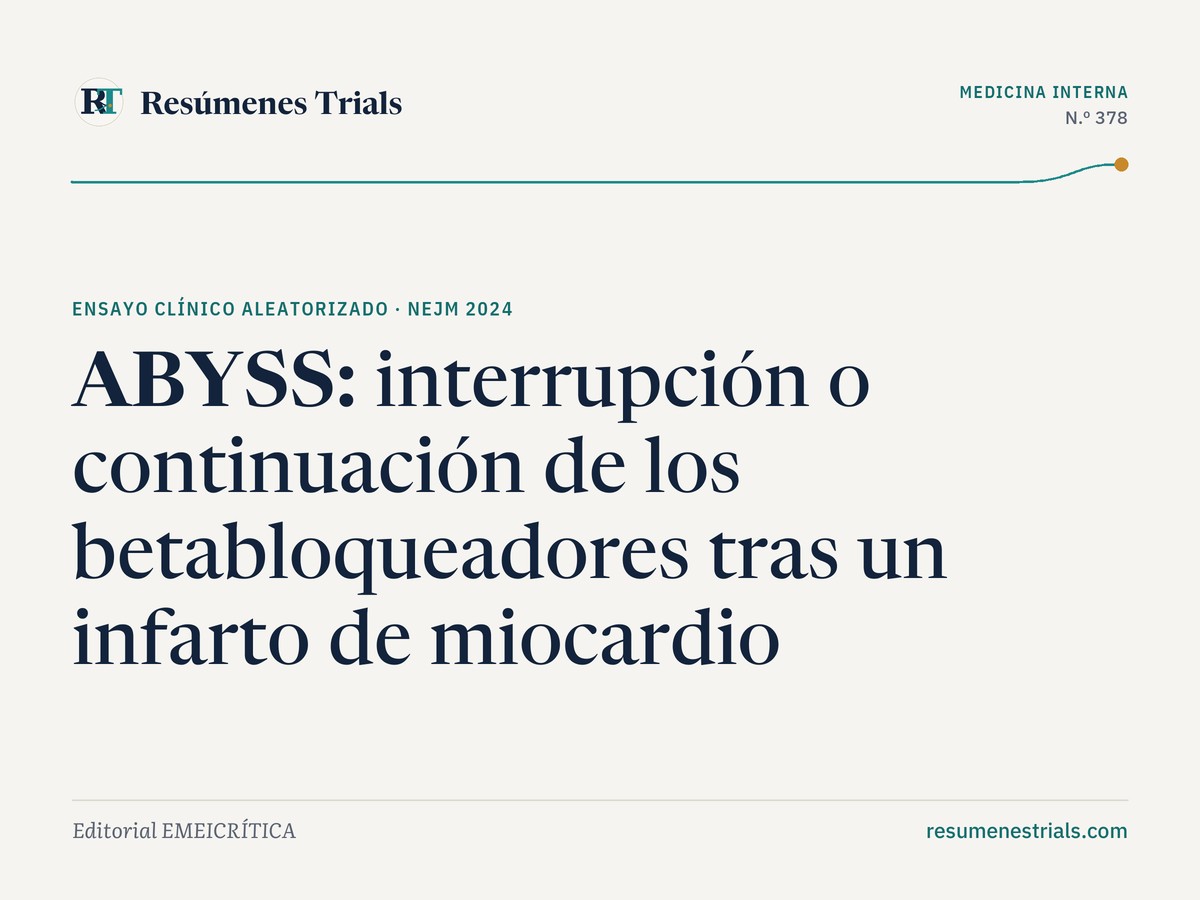 RT Resúmenes Trials
MEDICINA INTERNA
N.º 378
ENSAYO CLÍNICO ALEATORIZADO · NEJM 2024
ABYSS: interrupción o
continuación de los
betabloqueadores tras un
infarto de miocardio
Editorial EMEICRÍTICA
resumenestrials.com